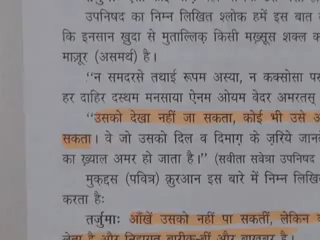 उपनिषद का निम्न लिखित श्लोक हमें इस बात
कि इनसान ख़ुदा से मुताल्लिक़ किसी मख़्सूस शक्ल क
माज़ूर (असमर्थ) है।
“न समदरसे तथाई रूपम अस्या, न कक्सोसा प
हर दाहिर दस्थम मनसाया ऐनम ओयम वेदर अमरतस्
“उसको देखा नहीं जा सकता, कोई भी उसे अ
सकता। वे जो उसको दिल व दिमाग़ के ज़रिये जान
का ख़्याल अमर हो जाता है।” (सवीता सवेत्रा उपनिषद
मुक़द्दस (पवित्र) क़ुरआन इस बारे में निम्न लि
करता हैः
तर्जुमाः आँखें उसको नहीं पा सकतीं, लेकिन व